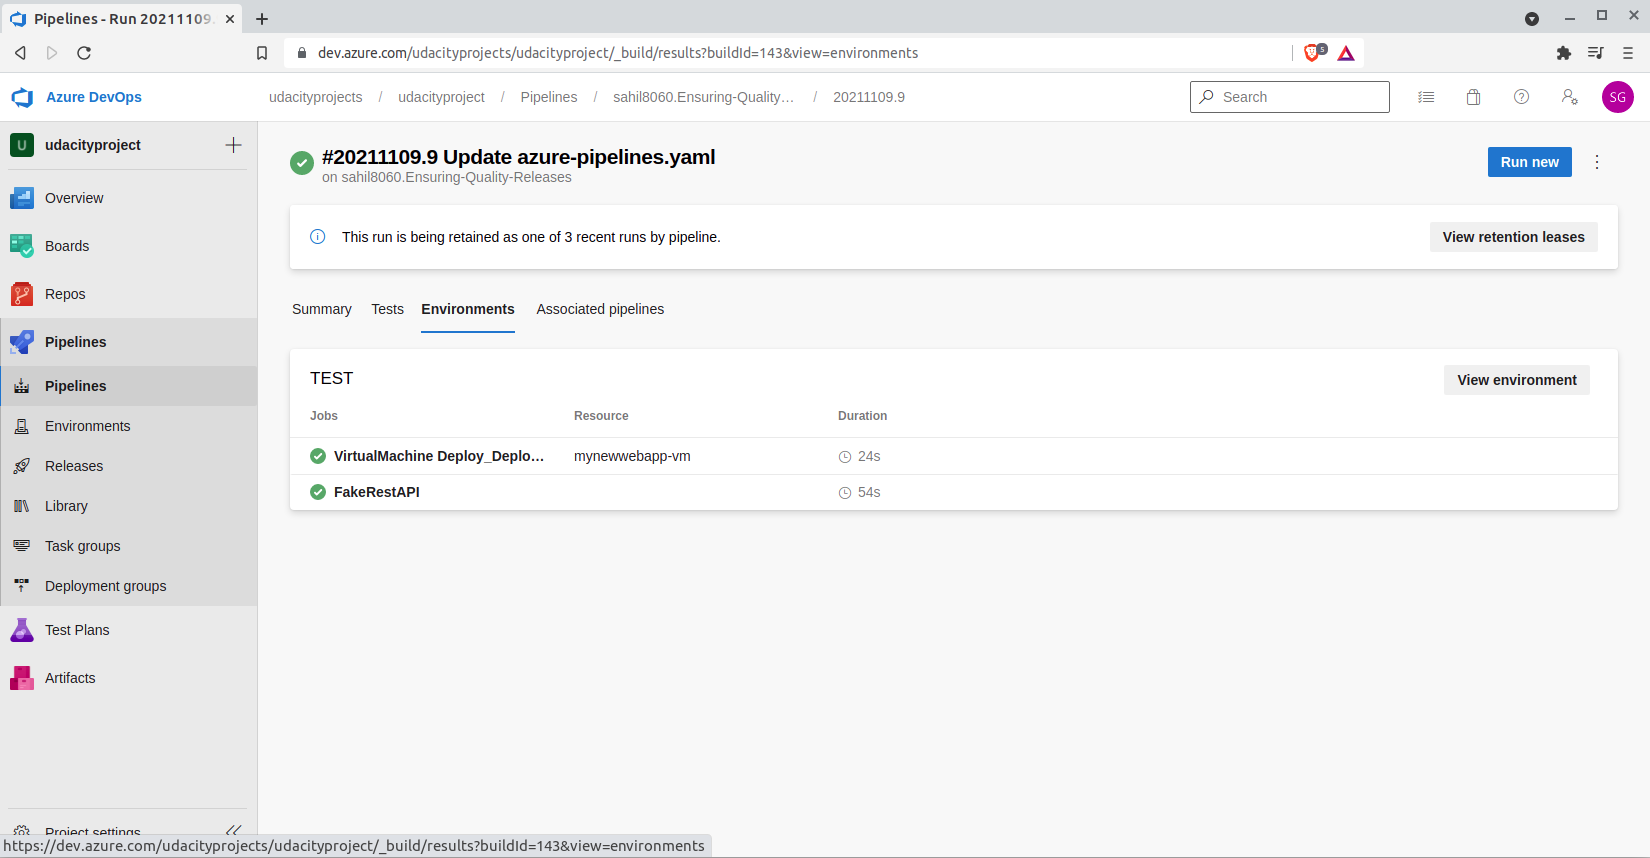 Pipelines - Run 20211109.
dev.azure.com/udacityprojects/udacityproject/_build/results?buildId=143&view=environments
5
Azure DevOps
udacityprojects / udacityproject / Pipelines / sahil8060.Ensuring-Quality... / 20211109.9
Search
SG
U udacityproject
#20211109.9 Update azure-pipelines.yaml
on sahil8060.Ensuring-Quality-Releases
Run new
Overview
Boards
Repos
Pipelines
Pipelines
Environments
Releases
Library
Task groups
Deployment groups
Test Plans
Artifacts
Project settings
This run is being retained as one of 3 recent runs by pipeline.
View retention leases
Summary Tests Environments Associated pipelines
TEST
View environment
Jobs Resource Duration
VirtualMachine Deploy_Deplo... mynewwebapp-vm 24s
FakeRestAPI 54s
https://dev.azure.com/udacityprojects/udacityproject/_build/results?buildId=143&view=environments